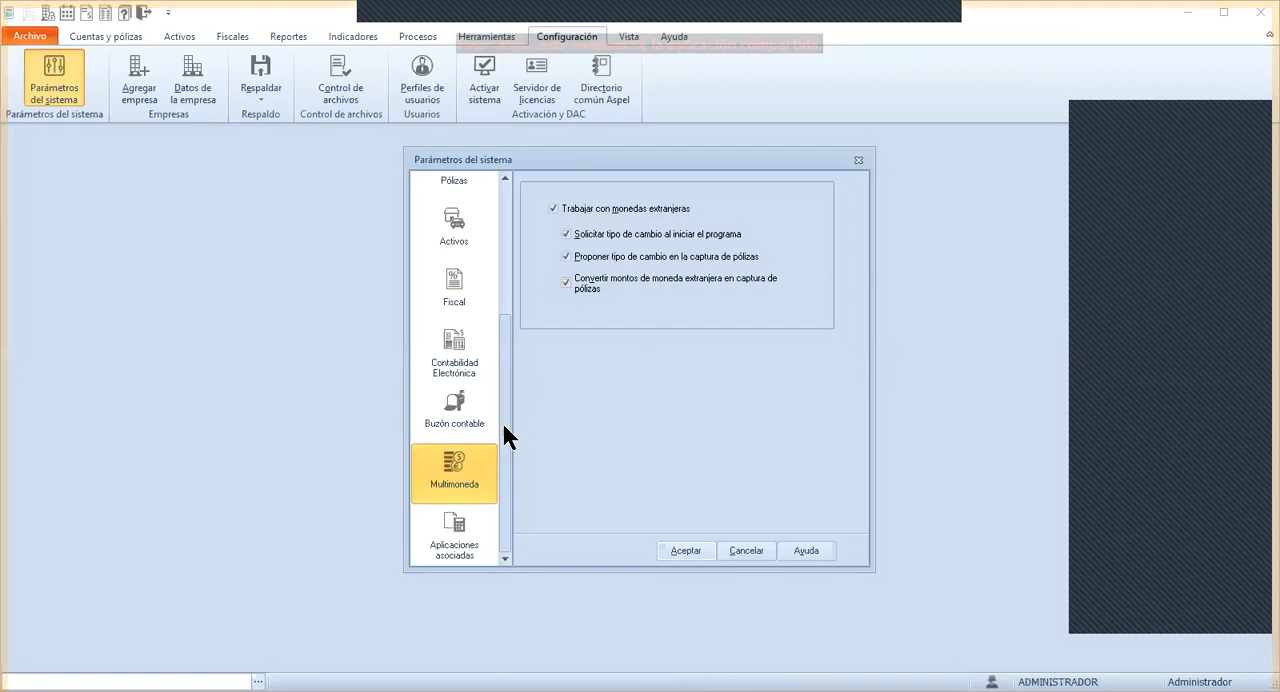 Archivo
Cuentas y pólizas
Activos
Fiscales
Reportes
Indicadores
Procesos
Herramientas
Configuración
Vista
Ayuda
la aplicación compartida.
Parámetros
del sistema
Agregar
empresa
Datos de
la empresa
Respaldar
Control de
archivos
Perfiles de
usuarios
Activar
sistema
Servidor de
licencias
Directorio
común Aspel
Parámetros del sistema
Empresas
Respaldo
Control de archivos
Usuarios
Activación y DAC
Parámetros del sistema
Pólizas
Activos
Fiscal
Contabilidad
Electrónica
Buzón contable
Multimoneda
Aplicaciones
asociadas
Trabajar con monedas extranjeras
Solicitar tipo de cambio al iniciar el programa
Proponer tipo de cambio en la captura de pólizas
Convertir montos de moneda extranjera en captura de
pólizas
Aceptar
Cancelar
Ayuda
ADMINISTRADOR
Administrador